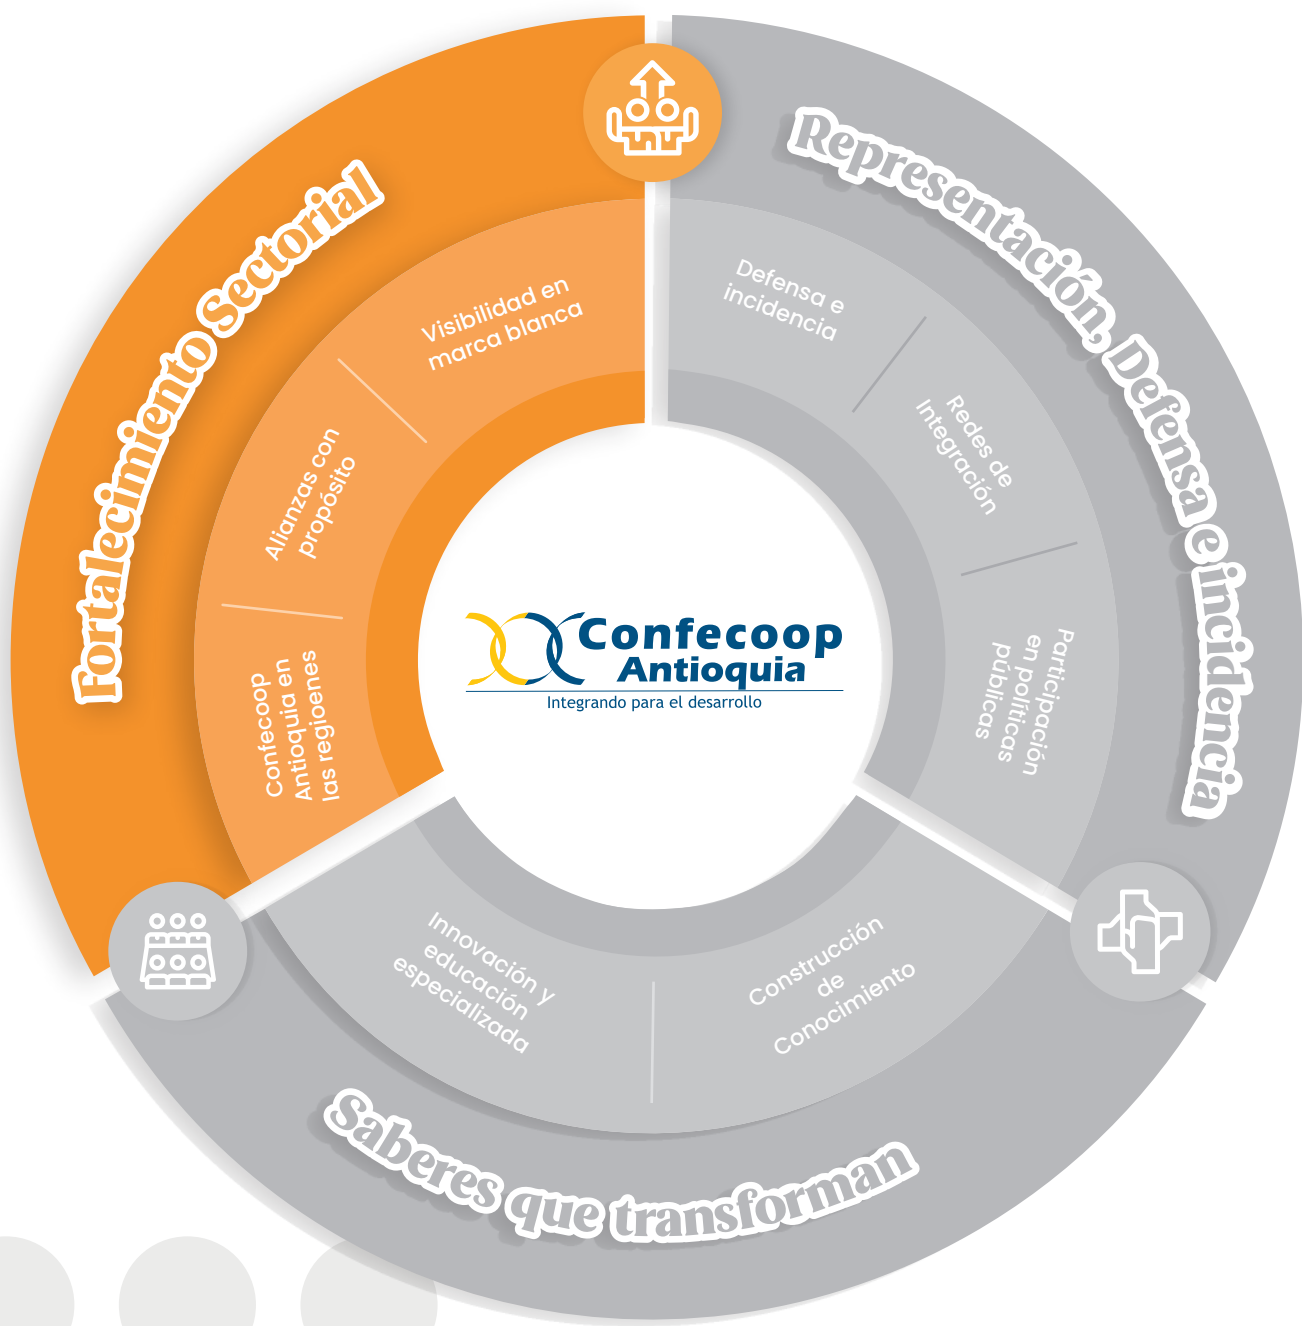 Fortalecimiento Sectorial
Visibilidad en
marca blanca
Alianzas con
propósito
Confecoop
Antioquia en
las regioenes
Representación, Defensa e incidencia
Defensa e
incidencia
Redes de
Integración
Participación
en políticas
públicas
Confecoop
Antioquia
Integrando para el desarrollo
Innovación y
educación
especializada
Construcción
de
Conocimiento
Saberes que transforman